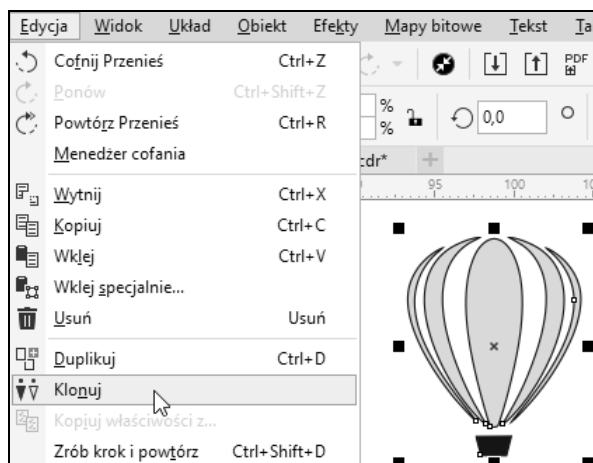 Edycja Widok Układ Obiekt Efekty Mapy bitowe Tekst
Cofnij Przenieś Ctrl+Z
Ponów Ctrl+Shift+Z
Powtórz Przenieś Ctrl+R
Menedżer cofania
Wytnij Ctrl+X
Kopiuj Ctrl+C
Wklej Ctrl+V
Wklej specjalnie...
Usuń Usuń
Duplikuj Ctrl+D
Klonuj
Kopiuj właściwości z...
Zrób krok i powtórz Ctrl+Shift+D
PDF
%
%
0,0
:dr*
95 100